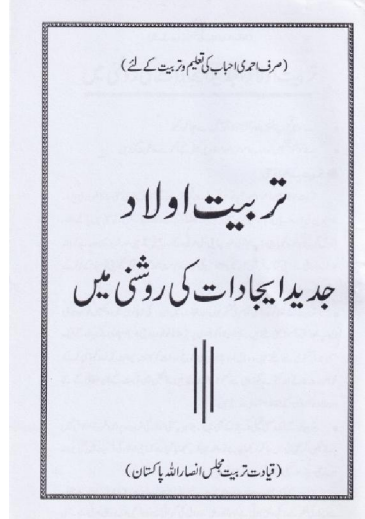 (صرف احمدی احباب کی تعلیم و تربیت کے لئے)
تربیت اولاد
جدید ایجادات کی روشنی میں
(قیادت تربیت مجلس انصار اللہ پاکستان)